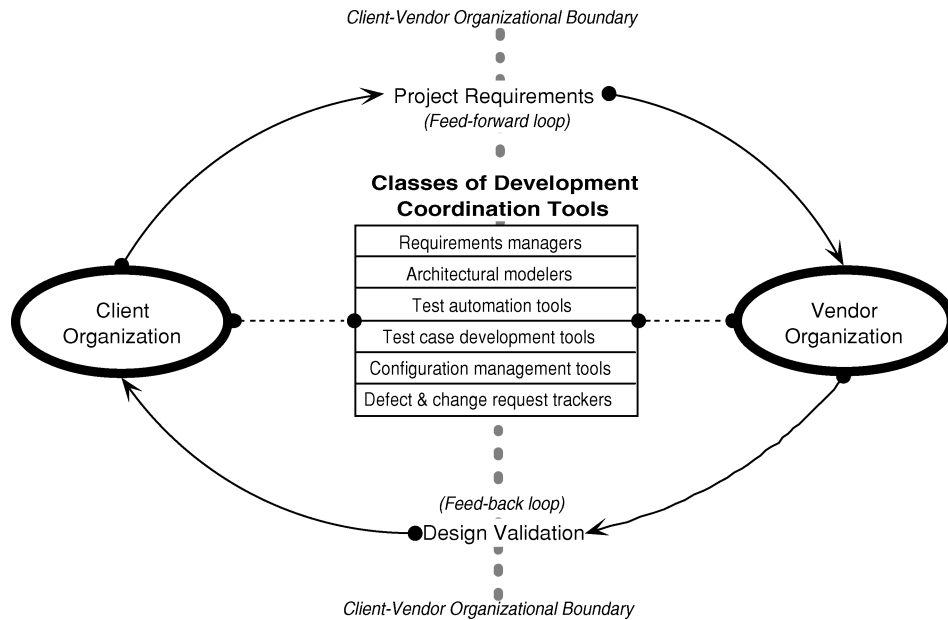 Client-Vendor Organizational Boundary
Project Requirements
(Feed-forward loop)
Classes of Development
Coordination Tools
Requirements managers
Architectural modelers
Test automation tools
Test case development tools
Configuration management tools
Defect & change request trackers
Client
Organization
Vendor
Organization
(Feed-back loop)
Design Validation
Client-Vendor Organizational Boundary